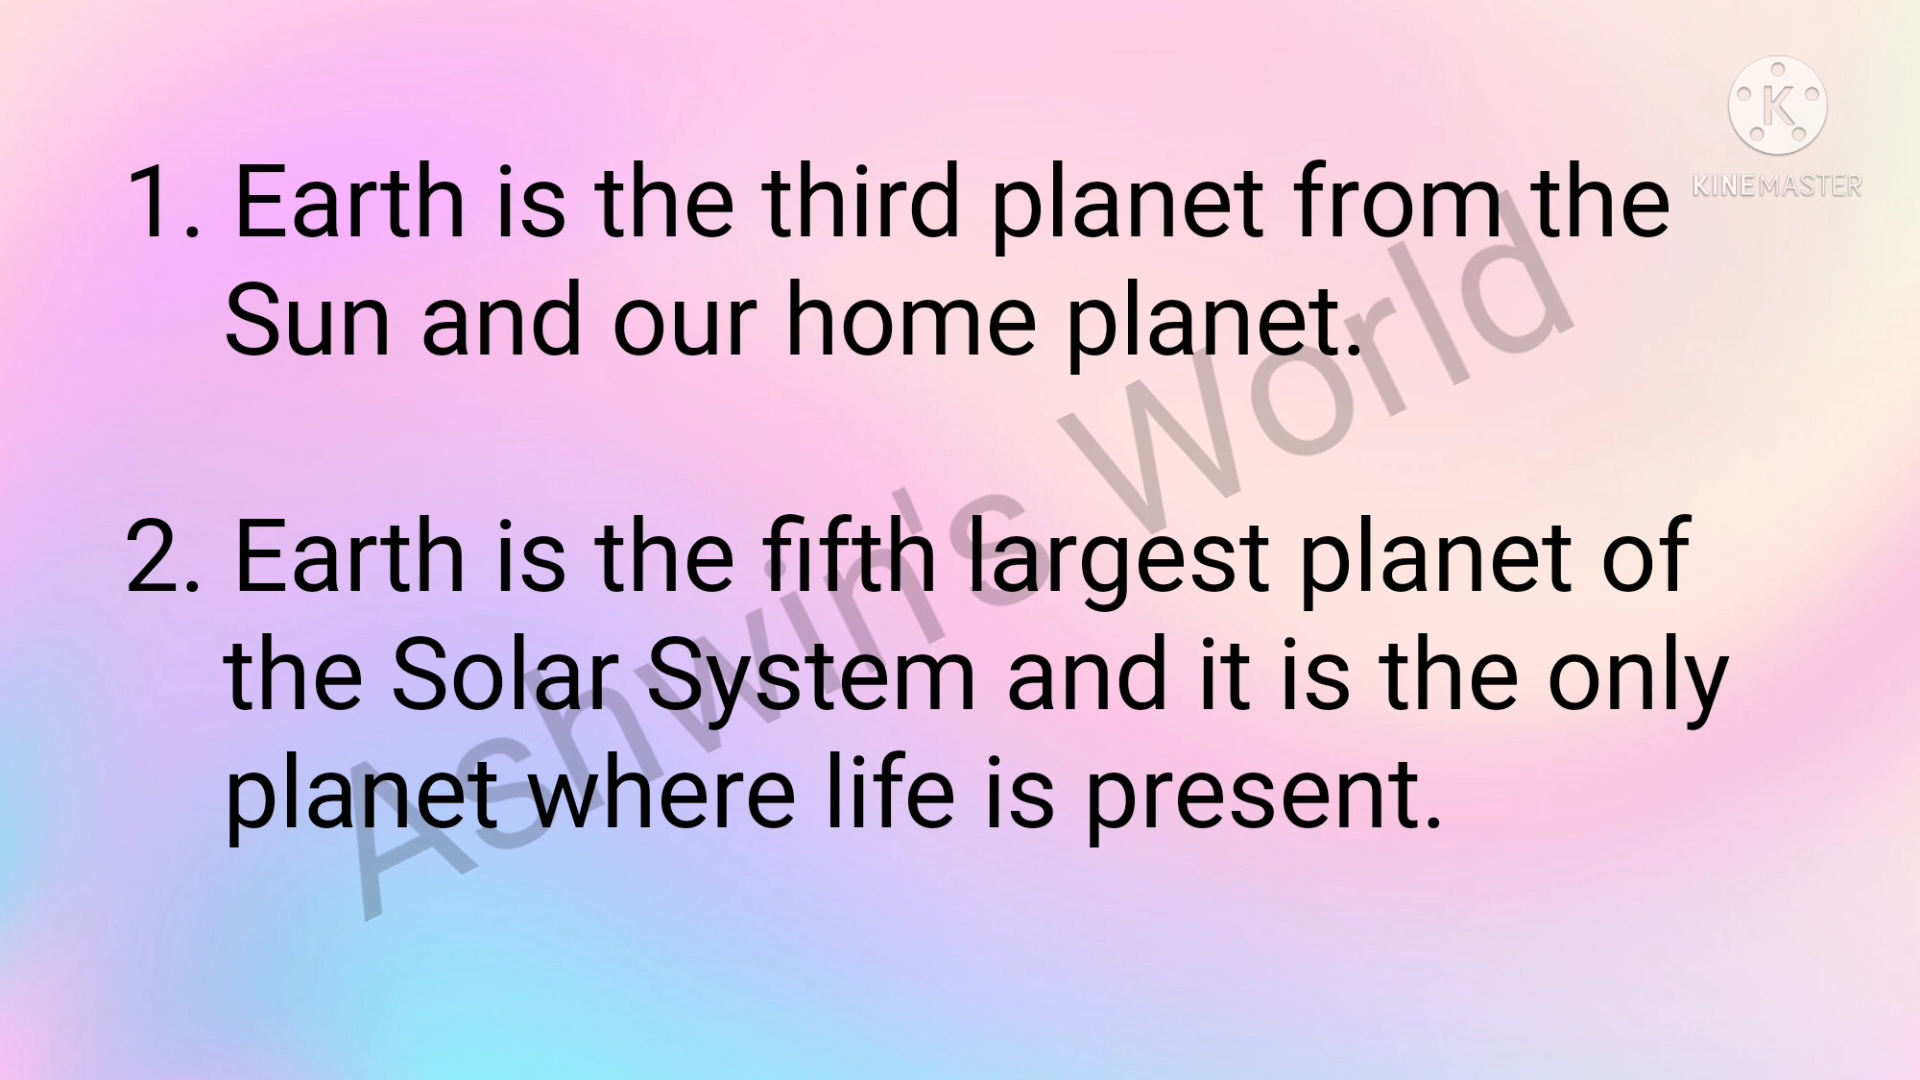 1. Earth is the third planet from the
Sun and our home planet.
2. Earth is the fifth largest planet of
the Solar System and it is the only
planet where life is present.
Ashwin's World
K
KINEMASTER